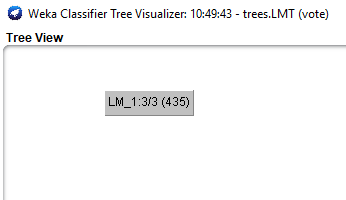 Weka Classifier Tree Visualizer: 10:49:43 - trees.LMT (vote)
Tree View
LM_1:3/3 (435)